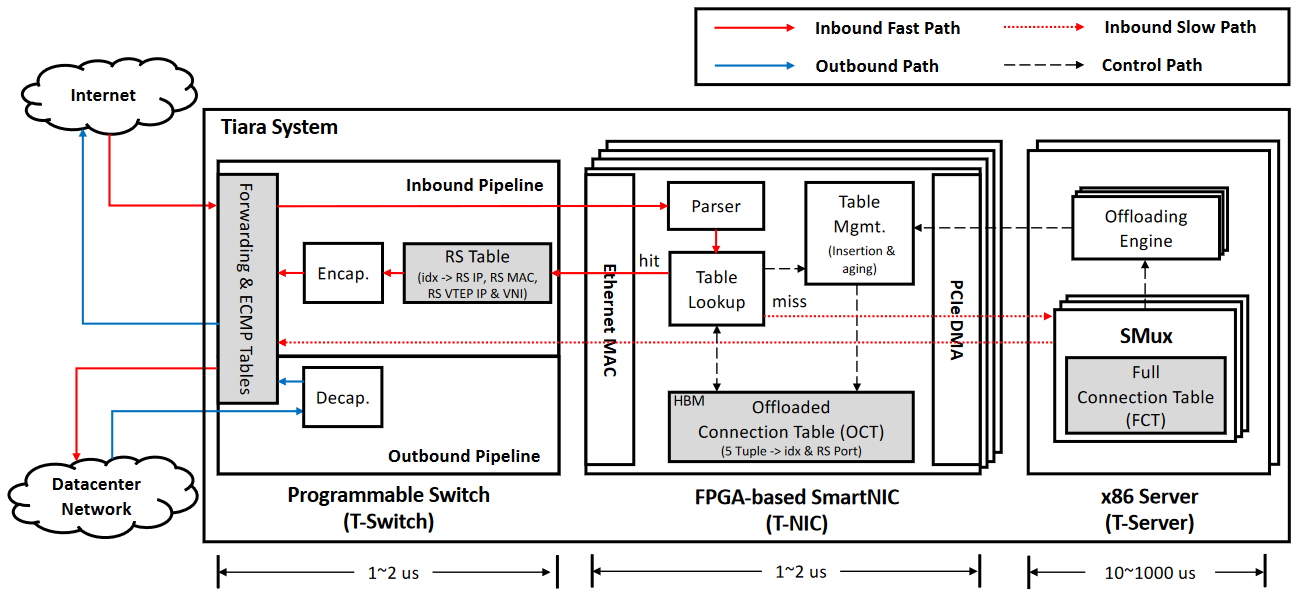 Inbound Fast Path
Inbound Slow Path
Outbound Path
Control Path
Internet
Tiara System
Inbound Pipeline
Forwarding & ECMP Tables
Encap.
RS Table
(idx -> RS IP, RS MAC,
RS VTEP IP & VNI)
Decap.
Outbound Pipeline
Datacenter
Network
Programmable Switch
(T-Switch)
Ethernet MAC
hit
Parser
Table
Lookup
miss
Table
Mgmt.
(Insertion &
aging)
HBM
Offloaded
Connection Table (OCT)
(5 Tuple -> idx & RS Port)
PCIe DMA
FPGA-based SmartNIC
(T-NIC)
Offloading
Engine
SMux
Full
Connection Table
(FCT)
x86 Server
(T-Server)
1~2 us
1~2 us
10~1000 us